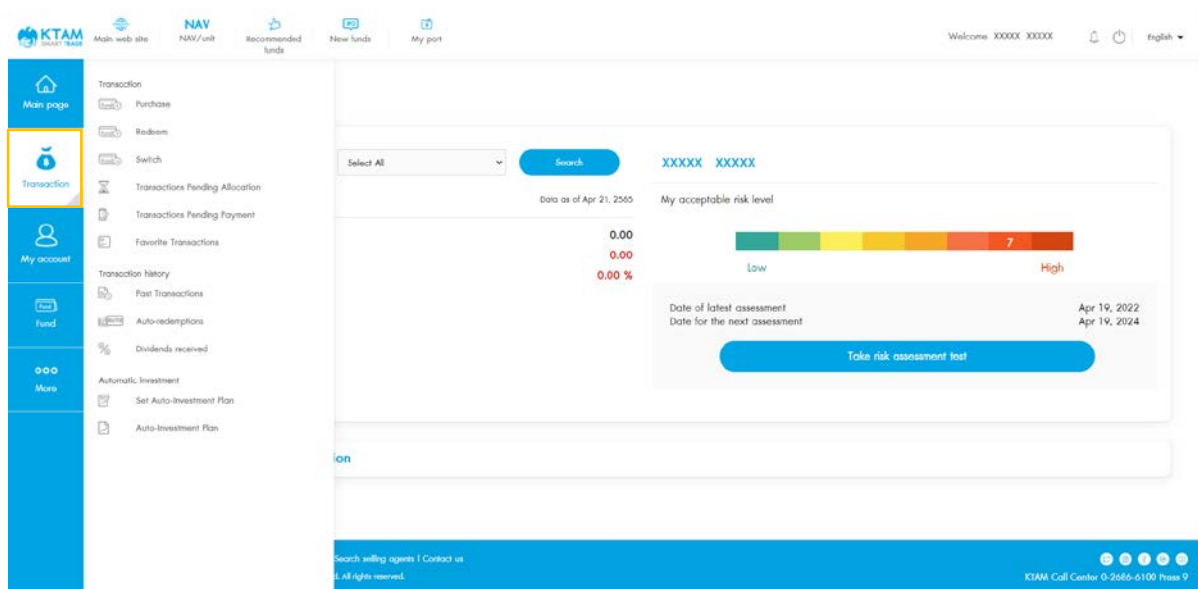 KTAM
SMART TRADE
Main web site
NAV
NAV/unit
Recommended
funds
New funds
My port
Welcome XXXXX XXXXX
English
Main page
Transaction
My account
Fund
More
Transaction
Purchase
Redeem
Switch
Transactions Pending Allocation
Transactions Pending Payment
Favorite Transactions
Transaction history
Past Transactions
Auto-redemptions
Dividends received
Automatic Investment
Set Auto-Investment Plan
Auto-Investment Plan
Select All
Search
Data as of Apr 21, 2565
0.00
0.00
0.00 %
ion
XXXXX XXXXX
My acceptable risk level
7
Low High
Date of latest assessment Apr 19, 2022
Date for the next assessment Apr 19, 2024
Take risk assessment test
Search selling agents | Contact us
d. All rights reserved.
KTAM Call Center 0-2686-6100 Press 9